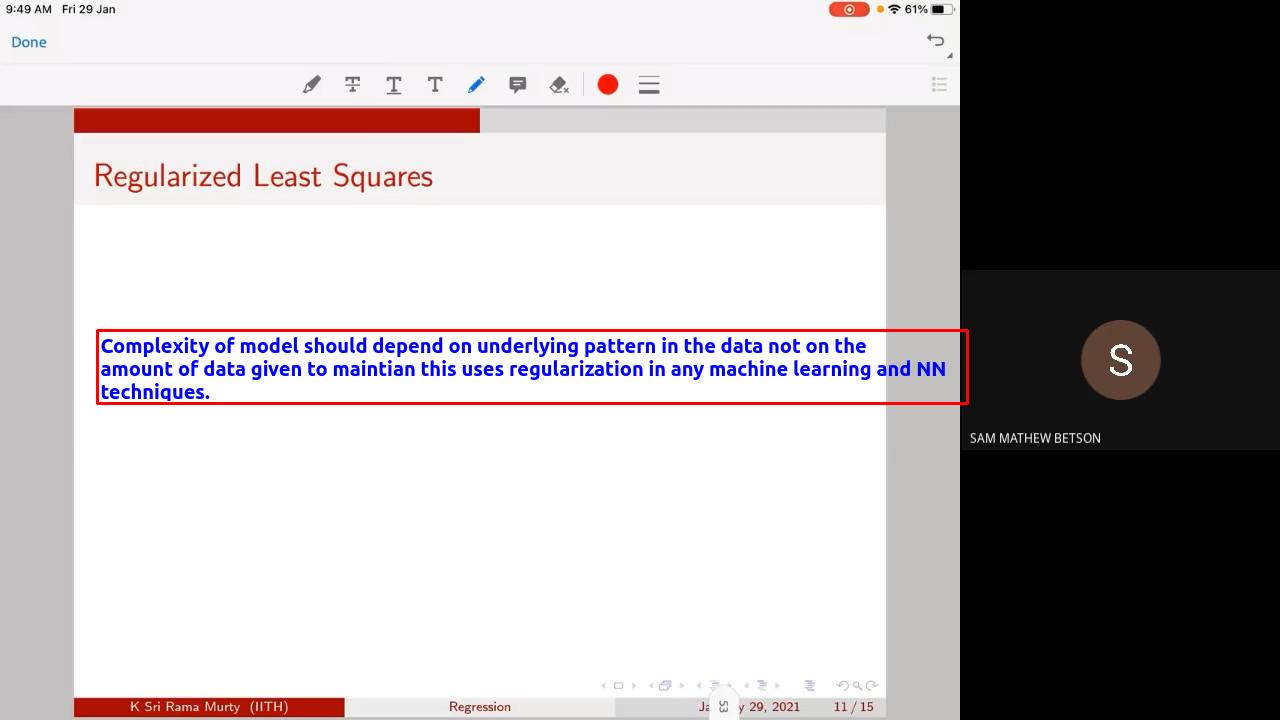 9:49 AM Fri 29 Jan
61%
Done
T T T
Regularized Least Squares
Complexity of model should depend on underlying pattern in the data not on the
amount of data given to maintian this uses regularization in any machine learning and NN
techniques.
S
SAM MATHEW BETSON
K Sri Rama Murty (IITH)
Regression
29, 2021
11 / 15
53